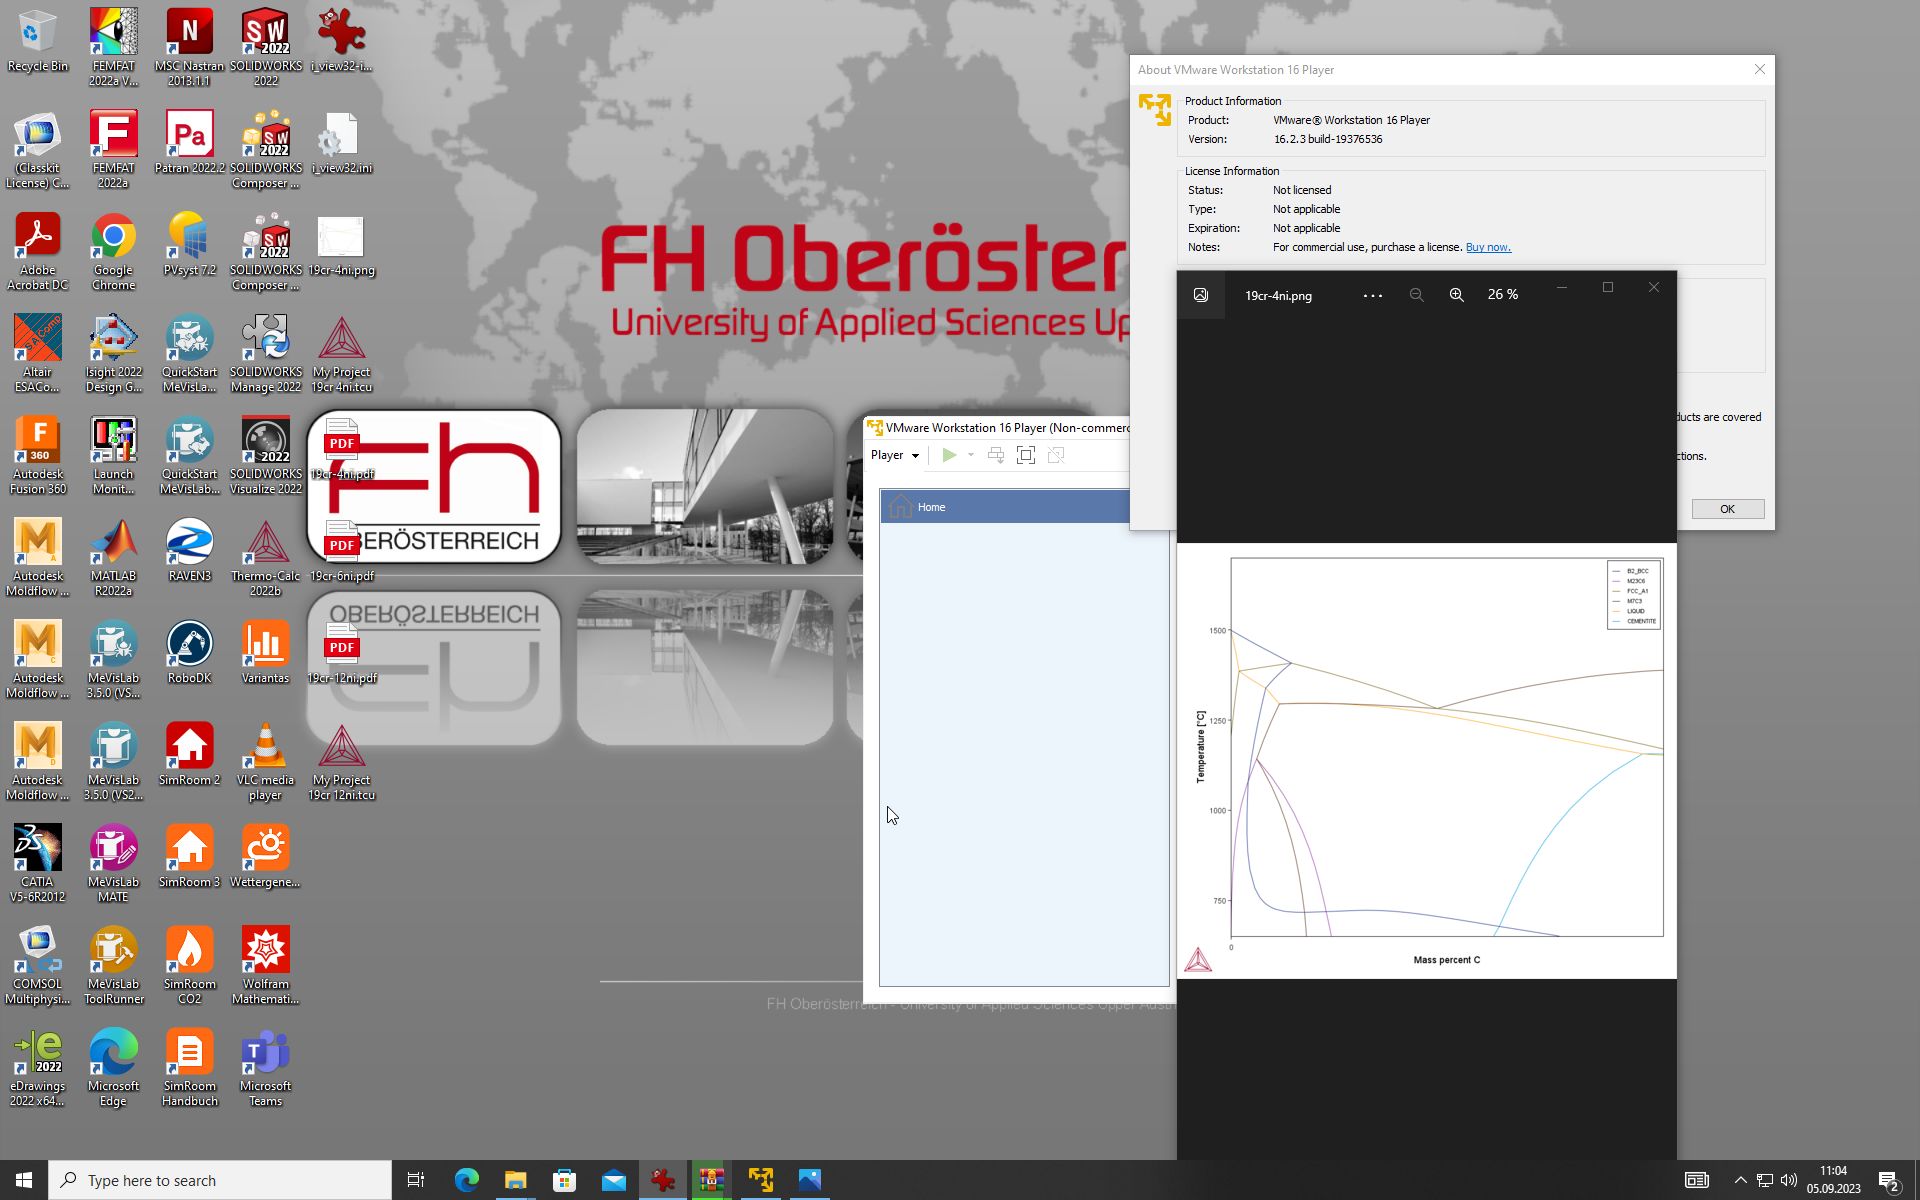 Recycle Bin
FEMFAT
2022a V...
MSC Nastran
2013.1.1
SOLIDWORKS
2022
i_view32-i...
(Classkit
License) C...
FEMFAT
2022a
Patran 2022.2
SOLIDWORKS
Composer ...
i_view32.ini
Adobe
Acrobat DC
Google
Chrome
PVsyst 7.2
SOLIDWORKS
Composer ...
19cr-4ni.png
Altair
ESACo...
Isight 2022
Design G...
QuickStart
MeVisLa...
SOLIDWORKS
Manage 2022
My Project
19cr 4ni.tcu
Autodesk
Fusion 360
Launch
Monit...
QuickStart
MeVisLab...
SOLIDWORKS
Visualize 2022
19cr-4ni.pdf
Autodesk
Moldflow ...
MATLAB
R2022a
RAVEN3
Thermo-Calc
2022b
19cr-6ni.pdf
Autodesk
Moldflow ...
MeVisLab
3.5.0 (VS...
RoboDK
Variantas
19cr-12ni.pdf
Autodesk
Moldflow ...
MeVisLab
3.5.0 (VS2...
SimRoom 2
VLC media
player
My Project
19cr 12ni.tcu
CATIA
V5-6R2012
MeVisLab
MATE
SimRoom 3
Wettergene...
COMSOL
Multiphysi...
MeVisLab
ToolRunner
SimRoom
CO2
Wolfram
Mathemati...
eDrawings
2022 x64...
Microsoft
Edge
SimRoom
Handbuch
Microsoft
Teams
FH Oberöster
University of Applied Sciences Up
Fh
OBERÖSTERREICH
FH Oberösterreich - University of Applied Sciences Upper Austri
VMware Workstation 16 Player (Non-commerc
Player
Home
About VMware Workstation 16 Player
Product Information
Product: VMware® Workstation 16 Player
Version: 16.2.3 build-19376536
License Information
Status: Not licensed
Type: Not applicable
Expiration: Not applicable
Notes: For commercial use, purchase a license. Buy now.
ducts are covered
ctions.
OK
19cr-4ni.png
26 %
B2_BCC
M23C6
FCC_A1
M7C3
LIQUID
CEMENTITE
1500
1250
1000
750
0
Temperature [°C]
Mass percent C
Type here to search
11:04
05.09.2023
2